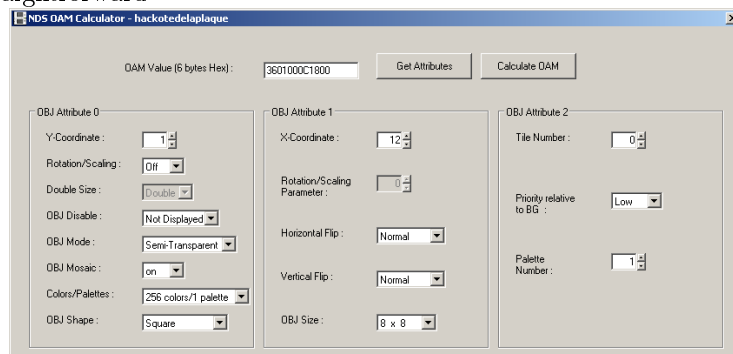 NDS OAM Calculator - hackotedelaplaque
OAM Value (6 bytes Hex) : 3601000C1800 Get Attributes Calculate OAM
OBJ Attribute 0
Y-Coordinate : 1
Rotation/Scaling : Off
Double Size : Double
OBJ Disable : Not Displayed
OBJ Mode : Semi-Transparent
OBJ Mosaic : on
Colors/Palettes : 256 colors/1 palette
OBJ Shape : Square
OBJ Attribute 1
X-Coordinate : 12
Rotation/Scaling
Parameter : 0
Horizontal Flip : Normal
Vertical Flip : Normal
OBJ Size : 8 x 8
OBJ Attribute 2
Tile Number : 0
Priority relative
to BG : Low
Palette
Number : 1